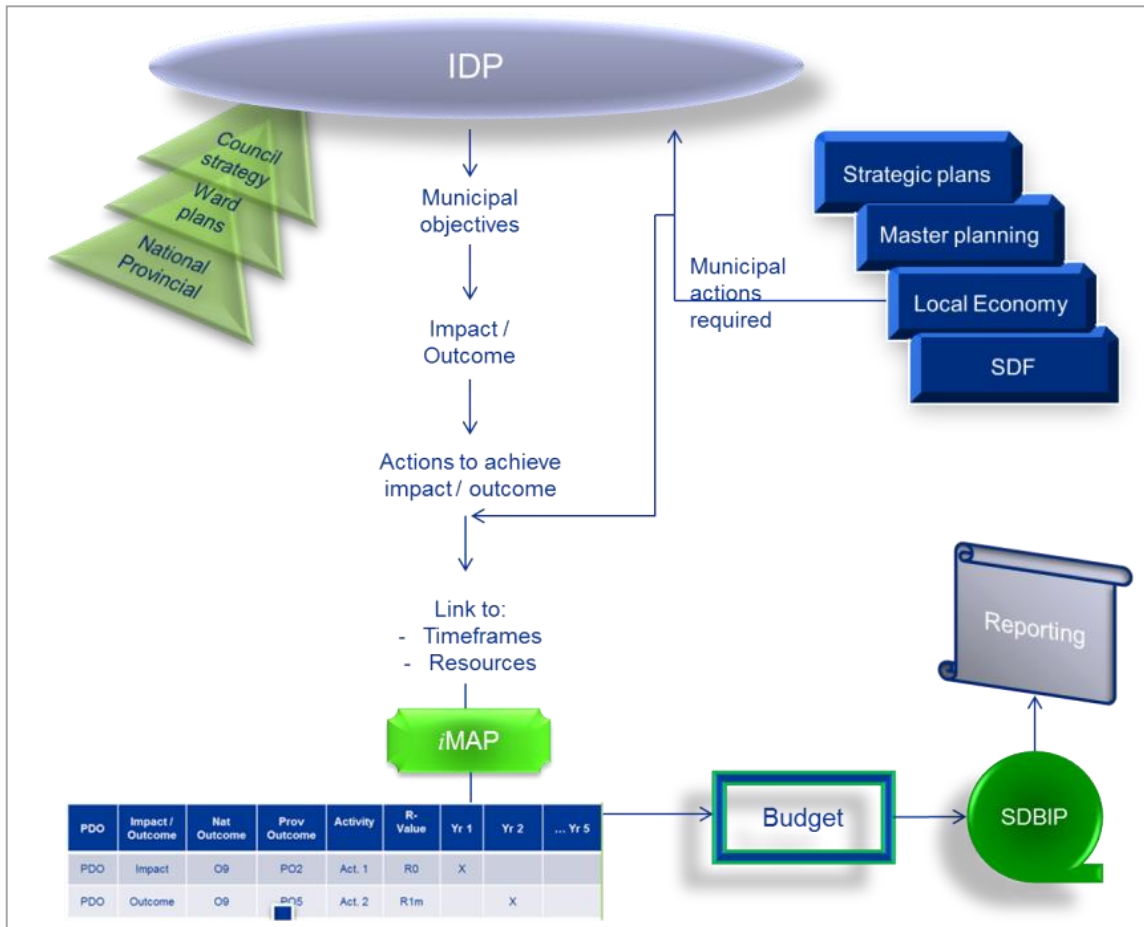 IDP
Council
strategy
Ward
plans
National
Provincial
Municipal
objectives
Impact /
Outcome
Actions to achieve
impact / outcome
Municipal
actions
required
Strategic plans
Master planning
Local Economy
SDF
Link to:
- Timeframes
- Resources
iMAP
PDO Impact / Outcome Nat Outcome Prov Outcome Activity R-Value Yr 1 Yr 2 ... Yr 5
PDO Impact O9 PO2 Act. 1 R0 X
PDO Outcome O9 PO5 Act. 2 R1m X
Budget
SDBIP
Reporting